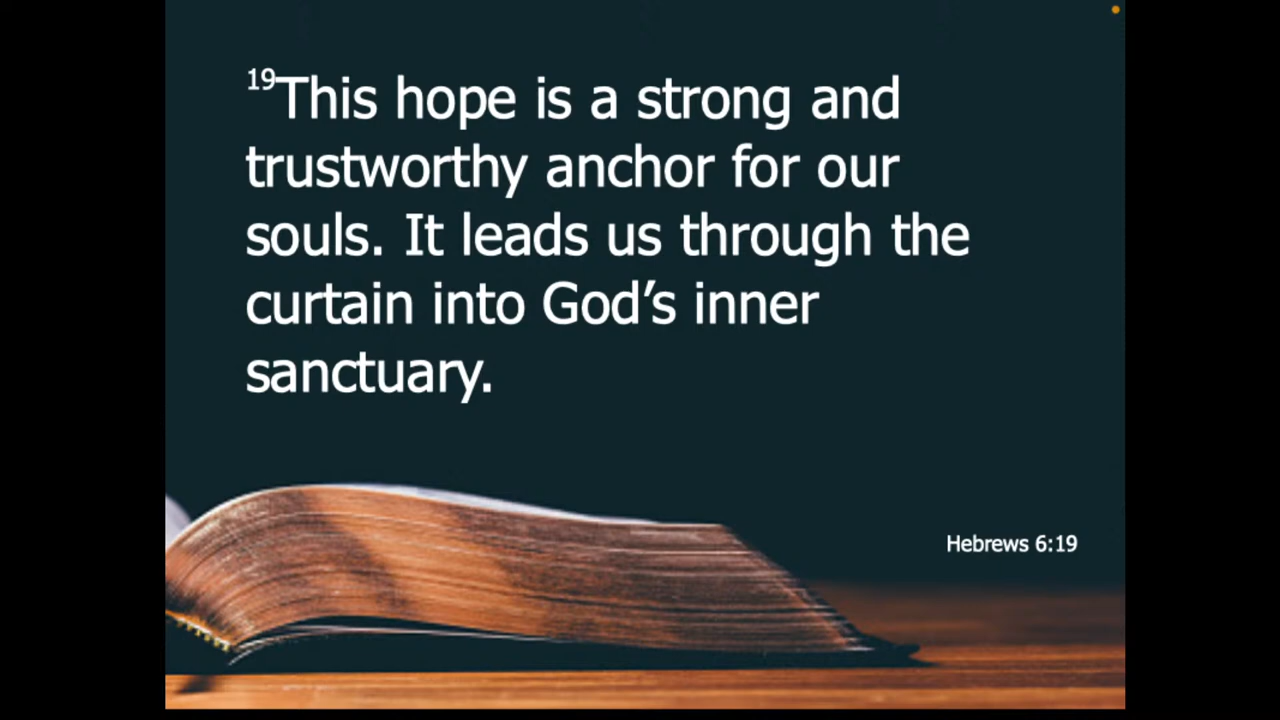 19This hope is a strong and
trustworthy anchor for our
souls. It leads us through the
curtain into God’s inner
sanctuary.
Hebrews 6:19